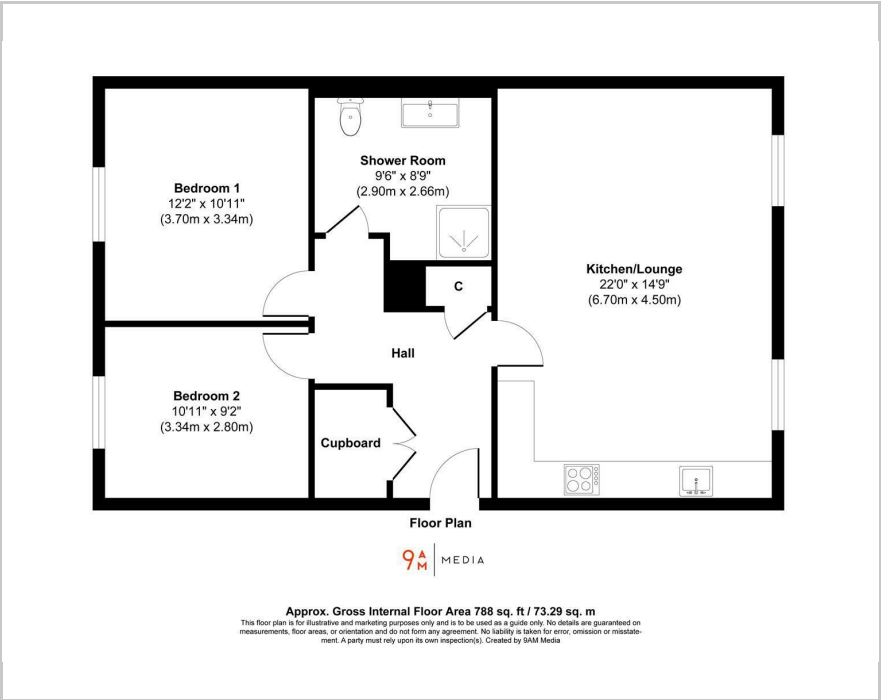 Bedroom 1
12'2" x 10'11"
(3.70m x 3.34m)
Shower Room
9'6" x 8'9"
(2.90m x 2.66m)
Kitchen/Lounge
22'0" x 14'9"
(6.70m x 4.50m)
C
Hall
Bedroom 2
10'11" x 9'2"
(3.34m x 2.80m)
Cupboard
Floor Plan
9AM MEDIA
Approx. Gross Internal Floor Area 788 sq. ft / 73.29 sq. m
This floor plan is for illustrative and marketing purposes only and is to be used as a guide only. No details are guaranteed on
measurements, floor areas, or orientation and do not form any agreement. No liability is taken for error, omission or misstate-
ment. A party must rely upon its own inspection(s). Created by 9AM Media